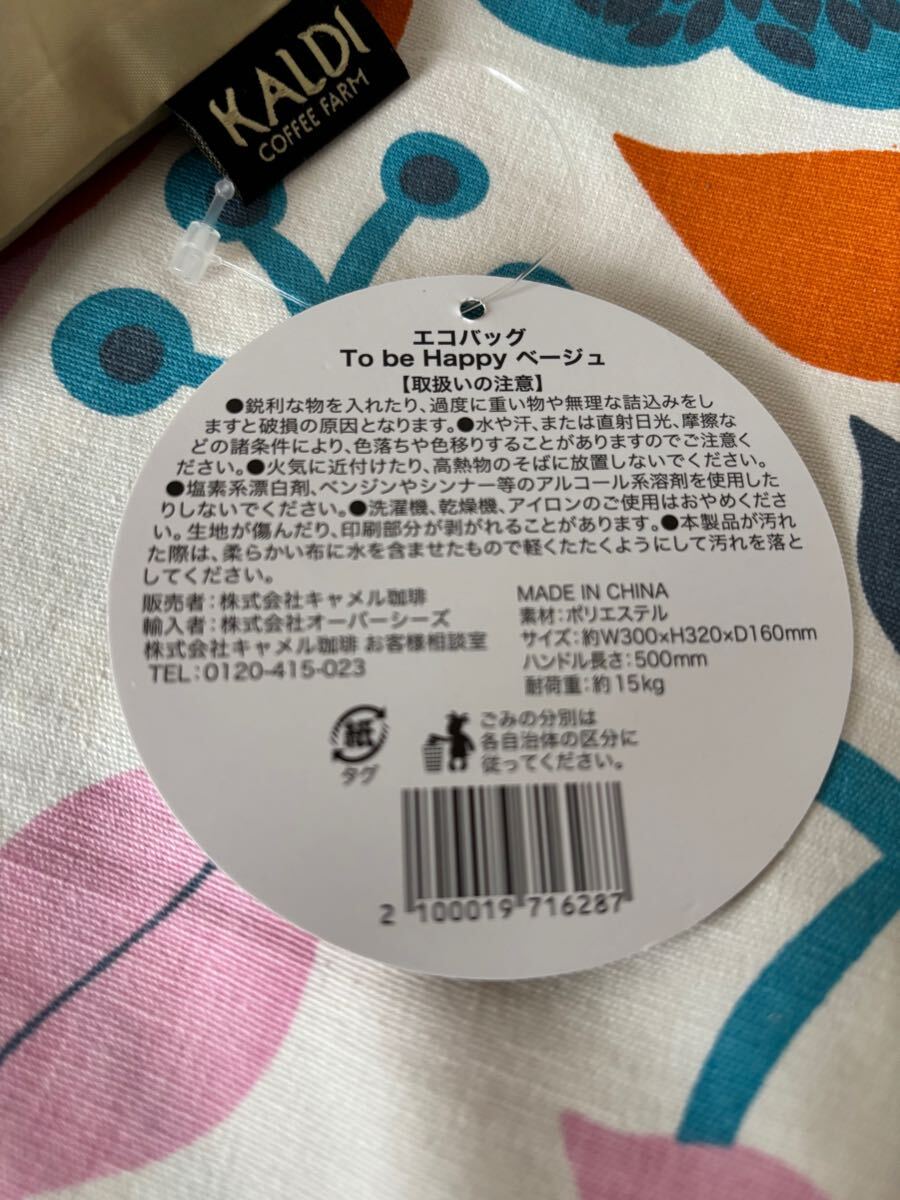 KALDI
COFFEE FARM
エコバッグ
To be Happy ベージュ
【取扱いの注意】
●鋭利な物を入れたり、過度に重い物や無理な詰込みをし
ますと破損の原因となります。●水や汗、または直射日光、摩擦な
どの諸条件により、色落ちや色移りすることがありますのでご注意く
ださい。●火気に近付けたり、高熱物のそばに放置しないでください。
●塩素系漂白剤、ベンジンやシンナー等のアルコール系溶剤を使用した
りしないでください。●洗濯機、乾燥機、アイロンのご使用はおやめくださ
い。生地が傷んだり、印刷部分が剥がれることがあります。●本製品が汚れ
た際は、柔らかい布に水を含ませたもので軽くたたくようにして汚れを落と
してください。
販売者：株式会社キャメル珈琲
輸入者：株式会社オーバーシーズ
株式会社キャメル珈琲 お客様相談室
TEL：0120-415-023
MADE IN CHINA
素材：ポリエステル
サイズ：約W300×H320×D160mm
ハンドル長さ：500mm
耐荷重：約15kg
紙
タグ
ごみの分別は
各自治体の区分に
従ってください。
2 100019 716287